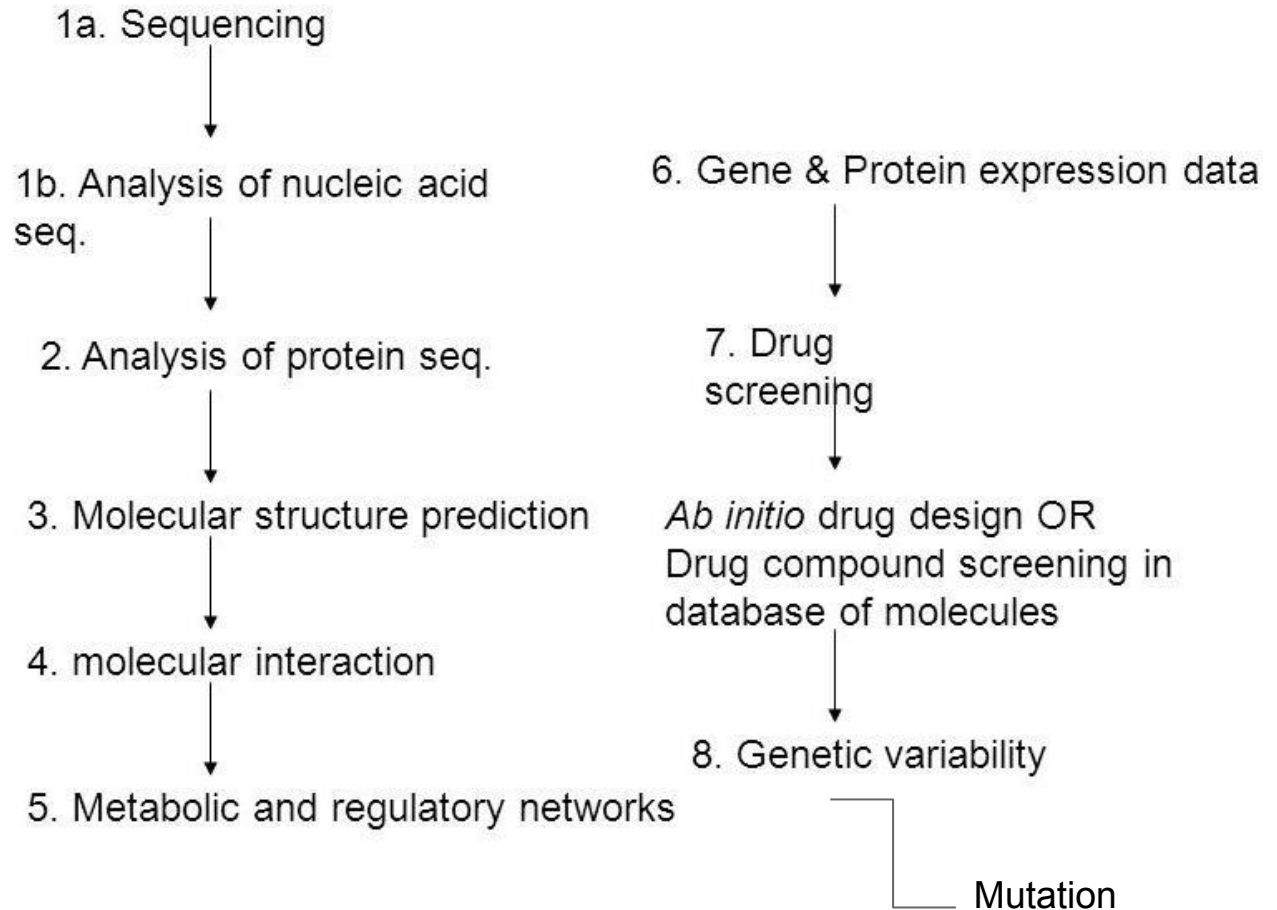 1a. Sequencing
1b. Analysis of nucleic acid
seq.
2. Analysis of protein seq.
3. Molecular structure prediction
4. molecular interaction
5. Metabolic and regulatory networks
6. Gene & Protein expression data
7. Drug
screening
Ab initio drug design OR
Drug compound screening in
database of molecules
8. Genetic variability
Mutation